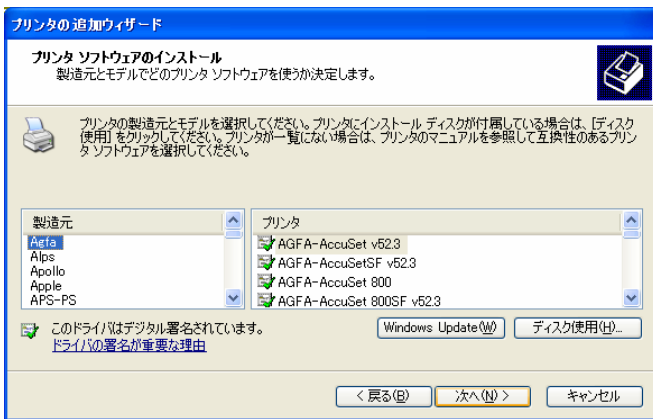 プリンタの追加ウィザード
プリンタ ソフトウェアのインストール
製造元とモデルでどのプリンタ ソフトウェアを使うか決定します。
プリンタの製造元とモデルを選択してください。プリンタにインストール ディスクが付属している場合は、[ディスク
使用] をクリックしてください。プリンタが一覧にない場合は、プリンタのマニュアルを参照して互換性のあるプリン
タ ソフトウェアを選択してください。
製造元
Agfa
Alps
Apollo
Apple
APS-PS
プリンタ
AGFA-AccuSet v52.3
AGFA-AccuSetSF v52.3
AGFA-AccuSet 800
AGFA-AccuSet 800SF v52.3
このドライバはデジタル署名されています。
ドライバの署名が重要な理由
Windows Update(W)
ディスク使用(H)...
< 戻る(B)
次へ(N) >
キャンセル